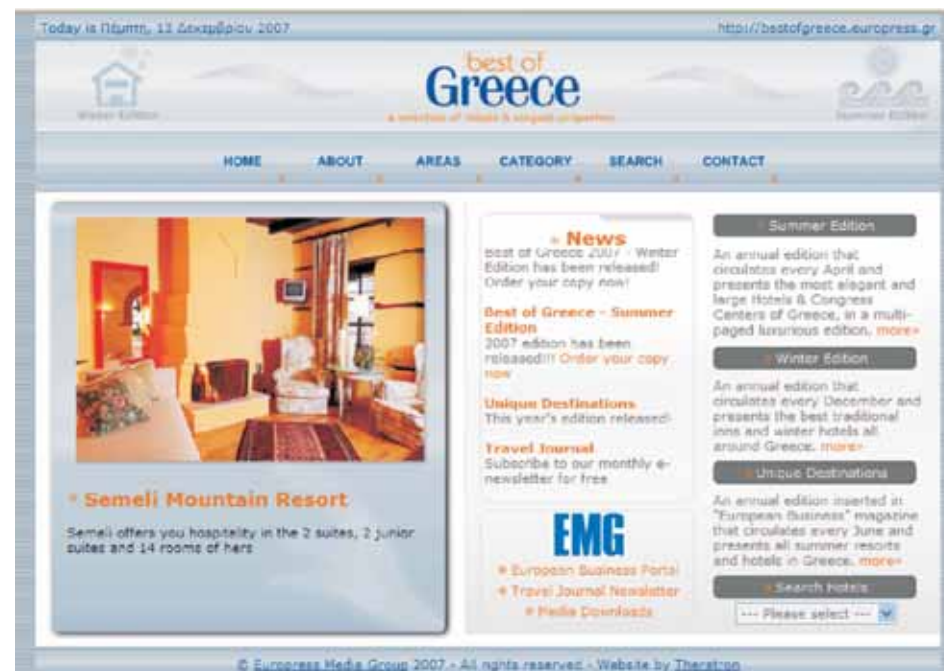 Today is Πέμπτη, 13 Δεκεμβρίου 2007
http://bestofgreece.europress.gr
best of
Greece
a selection of hotels & elegant properties
Winter Edition
Summer Edition
HOME ABOUT AREAS CATEGORY SEARCH CONTACT
Semeli Mountain Resort
Semeli offers you hospitality in the 2 suites, 2 junior
suites and 14 rooms of hers
» News
Best of Greece 2007 - Winter
Edition has been released!
Order your copy now!
Best of Greece - Summer
Edition
2007 edition has been
released!!! Order your copy
now
Unique Destinations
This year's edition released!
Travel Journal
Subscribe to our monthly e-
newsletter for free
EMG
European Business Portal
Travel Journal Newsletter
Media Downloads
Summer Edition
An annual edition that
circulates every April and
presents the most elegant and
large Hotels & Congress
Centers of Greece, in a multi-
paged luxurious edition. more»
Winter Edition
An annual edition that
circulates every December and
presents the best traditional
inns and winter hotels all
around Greece. more»
Unique Destinations
An annual edition inserted in
"European Business" magazine
that circulates every June and
presents all summer resorts
and hotels in Greece. more»
Search Hotels
--- Please select ---
© Europress Media Group 2007 - All rights reserved - Website by Theratron